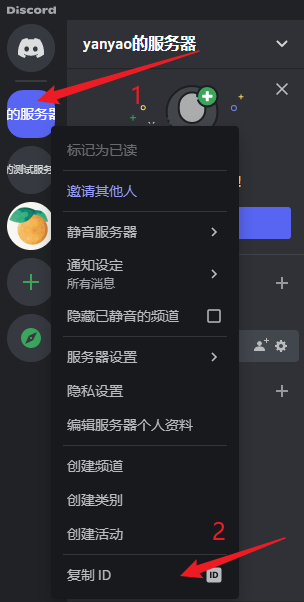 Discord
yanyao的服务器
1
的服务器
标记为已读
的测试服务
邀请其他人
!
静音服务器
通知设定
所有消息
隐藏已静音的频道
服务器设置
隐私设置
编辑服务器个人资料
创建频道
创建类别
创建活动
2
复制 ID
ID